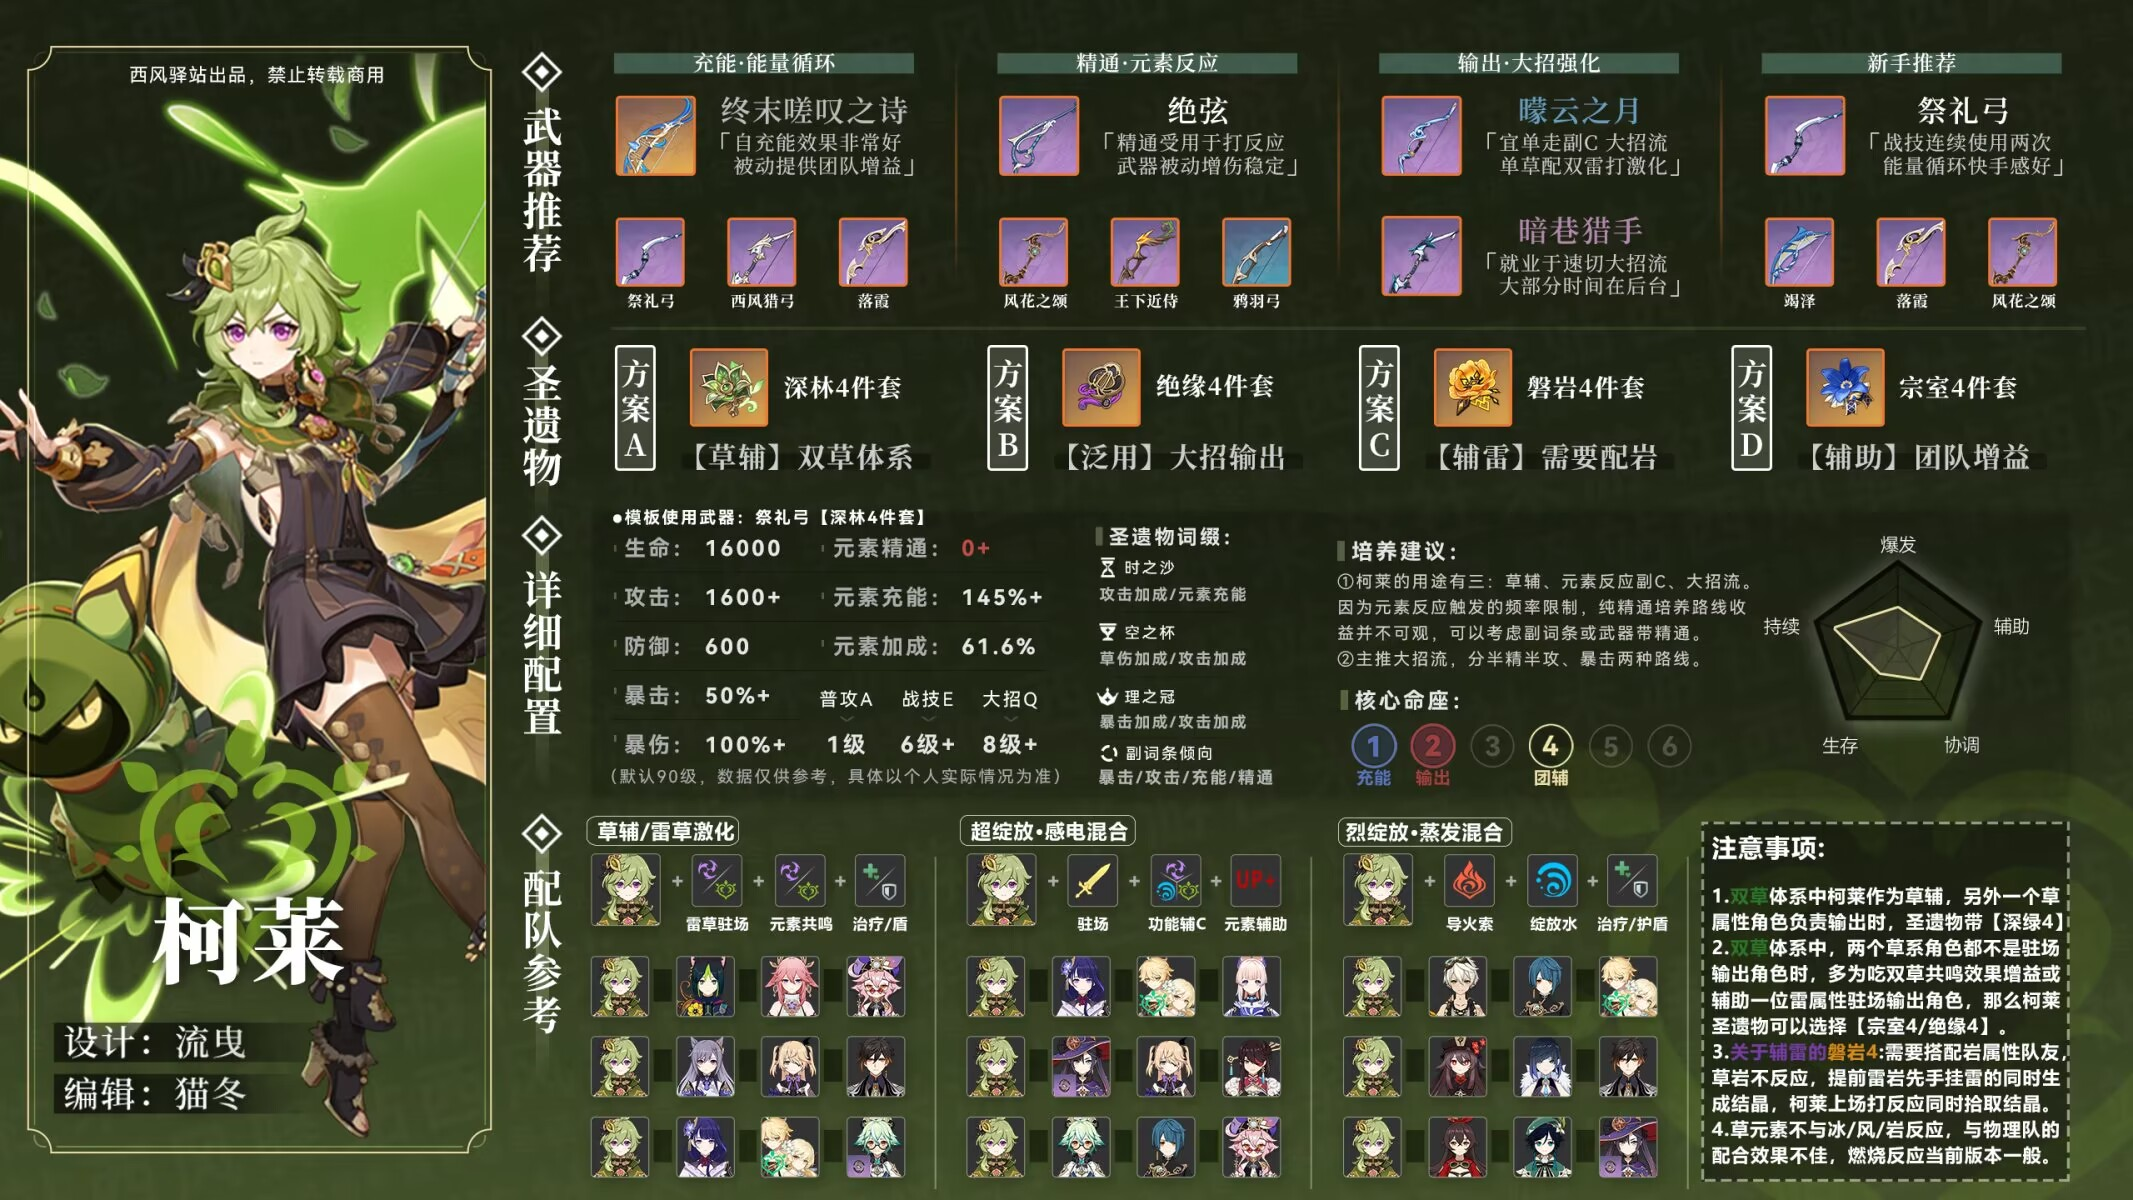 西风驿站出品，禁止转载商用
柯莱
设计：流曳
编辑：猫冬
武器推荐
充能·能量循环
终末嗟叹之诗
「自充能效果非常好
被动提供团队增益」
祭礼弓 西风猎弓 落霞
精通·元素反应
绝弦
「精通受用于打反应
武器被动增伤稳定」
风花之颂 王下近侍 鸦羽弓
输出·大招强化
曚云之月
「宜单走副C 大招流
单草配双雷打激化」
暗巷猎手
「就业于速切大招流
大部分时间在后台」
新手推荐
祭礼弓
「战技连续使用两次
能量循环快手感好」
竭泽 落霞 风花之颂
圣遗物
方案A
深林4件套
【草辅】双草体系
方案B
绝缘4件套
【泛用】大招输出
方案C
磐岩4件套
【辅雷】需要配岩
方案D
宗室4件套
【辅助】团队增益
详细配置
●模板使用武器：祭礼弓【深林4件套】
生命： 16000 元素精通： 0+
攻击： 1600+ 元素充能： 145%+
防御： 600 元素加成： 61.6%
暴击： 50%+ 普攻A 战技E 大招Q
暴伤： 100%+ 1级 6级+ 8级+
（默认90级，数据仅供参考，具体以个人实际情况为准）
圣遗物词缀：
时之沙
攻击加成/元素充能
空之杯
草伤加成/攻击加成
理之冠
暴击加成/攻击加成
副词条倾向
暴击/攻击/充能/精通
培养建议：
①柯莱的用途有三：草辅、元素反应副C、大招流。
因为元素反应触发的频率限制，纯精通培养路线收
益并不可观，可以考虑副词条或武器带精通。
②主推大招流，分半精半攻、暴击两种路线。
核心命座：
1 2 3 4 5 6
充能 输出 团辅
爆发
持续 辅助
生存 协调
配队参考
草辅/雷草激化
雷草驻场 元素共鸣 治疗/盾
超绽放·感电混合
UP+
驻场 功能辅C 元素辅助
烈绽放·蒸发混合
导火索 绽放水 治疗/护盾
注意事项：
1.双草体系中柯莱作为草辅，另外一个草
属性角色负责输出时，圣遗物带【深绿4】
2.双草体系中，两个草系角色都不是驻场
输出角色时，多为吃双草共鸣效果增益或
辅助一位雷属性驻场输出角色，那么柯莱
圣遗物可以选择【宗室4/绝缘4】。
3.关于辅雷的磐岩4:需要搭配岩属性队友，
草岩不反应，提前雷岩先手挂雷的同时生
成结晶，柯莱上场打反应同时拾取结晶。
4.草元素不与冰/风/岩反应，与物理队的
配合效果不佳，燃烧反应当前版本一般。